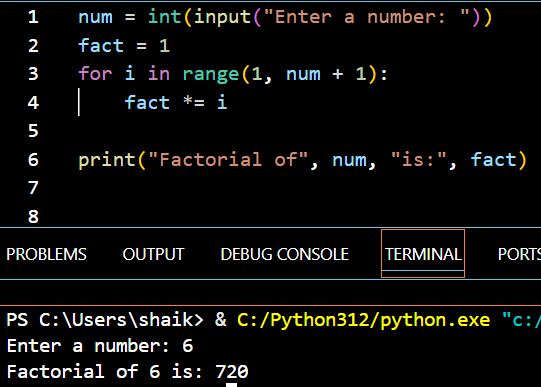 1 num = int(input("Enter a number: "))
2 fact = 1
3 for i in range(1, num + 1):
4     fact *= i
5
6 print("Factorial of", num, "is:", fact)
7
8
PROBLEMS OUTPUT DEBUG CONSOLE TERMINAL PORTS
PS C:\Users\shaik> & C:/Python312/python.exe "c:/
Enter a number: 6
Factorial of 6 is: 720